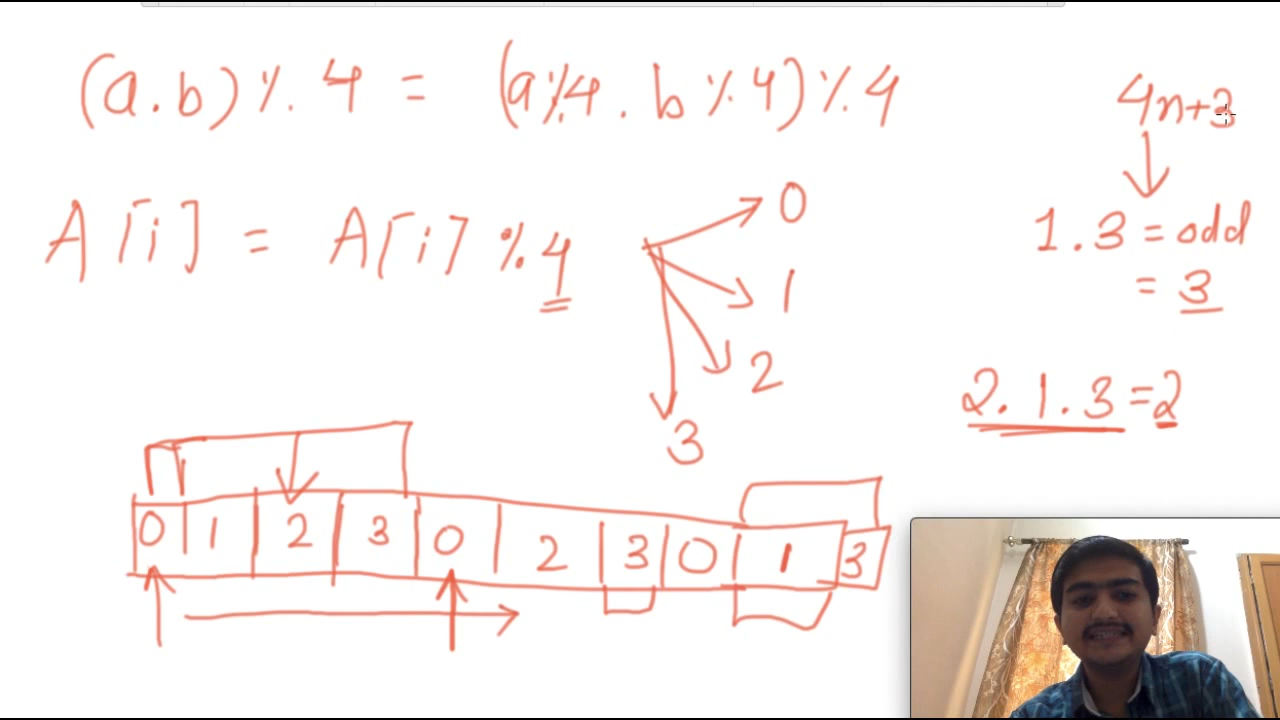 (a.b) % 4 = (a%4 . b%4) % 4
4n+3
A[i] = A[i] % 4
0
1
2
3
1.3 = odd
= 3
2.1.3=2
0 1 2 3 0 2 3 0 1 3